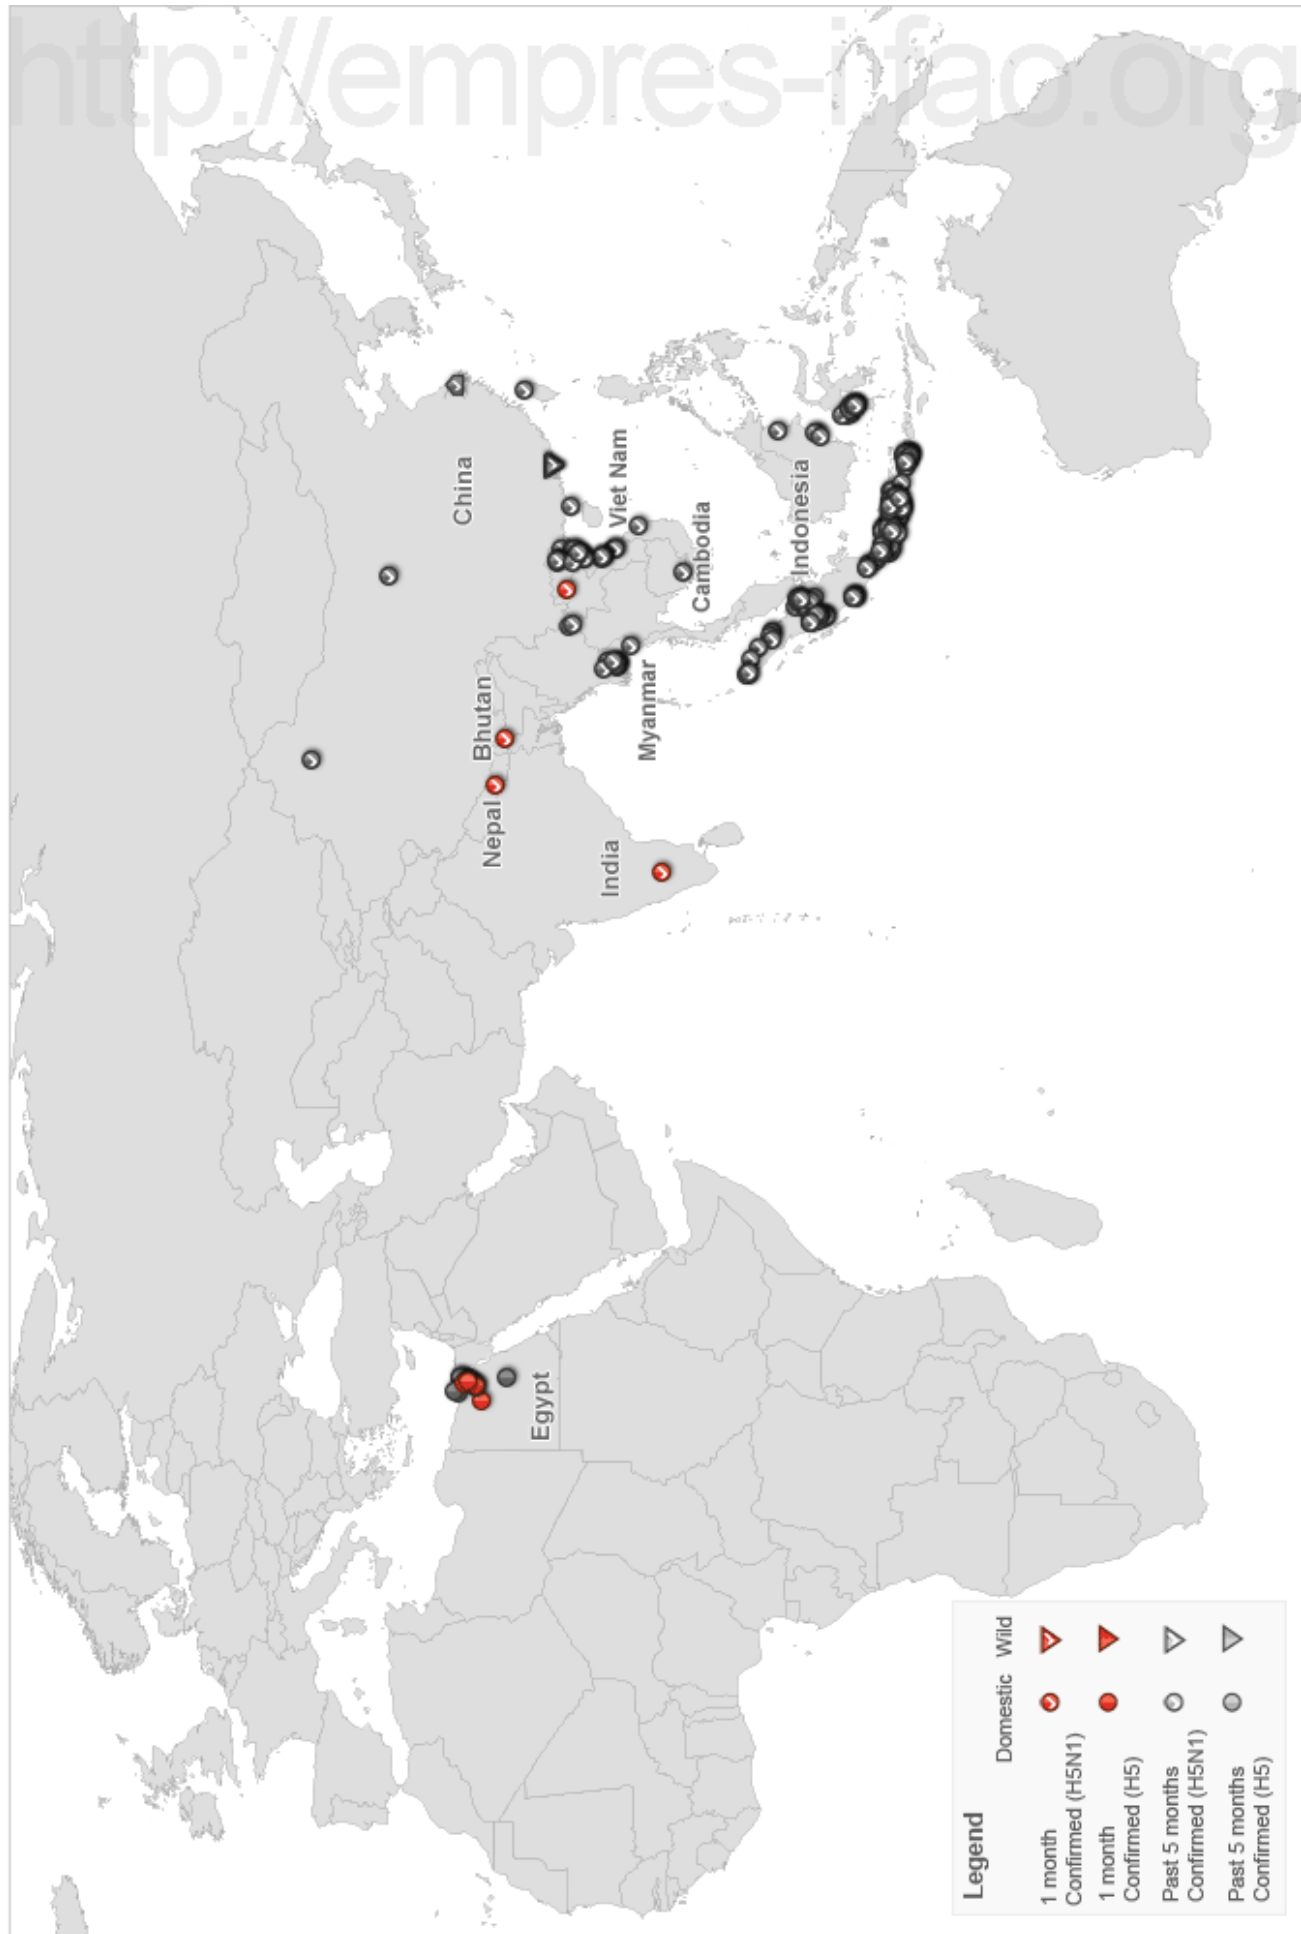 http://empres-i.fao.org
China
Viet Nam
Cambodia
Indonesia
Bhutan
Myanmar
Nepal
India
Egypt
Legend
Domestic Wild
1 month
Confirmed (H5N1)
1 month
Confirmed (H5)
Past 5 months
Confirmed (H5N1)
Past 5 months
Confirmed (H5)